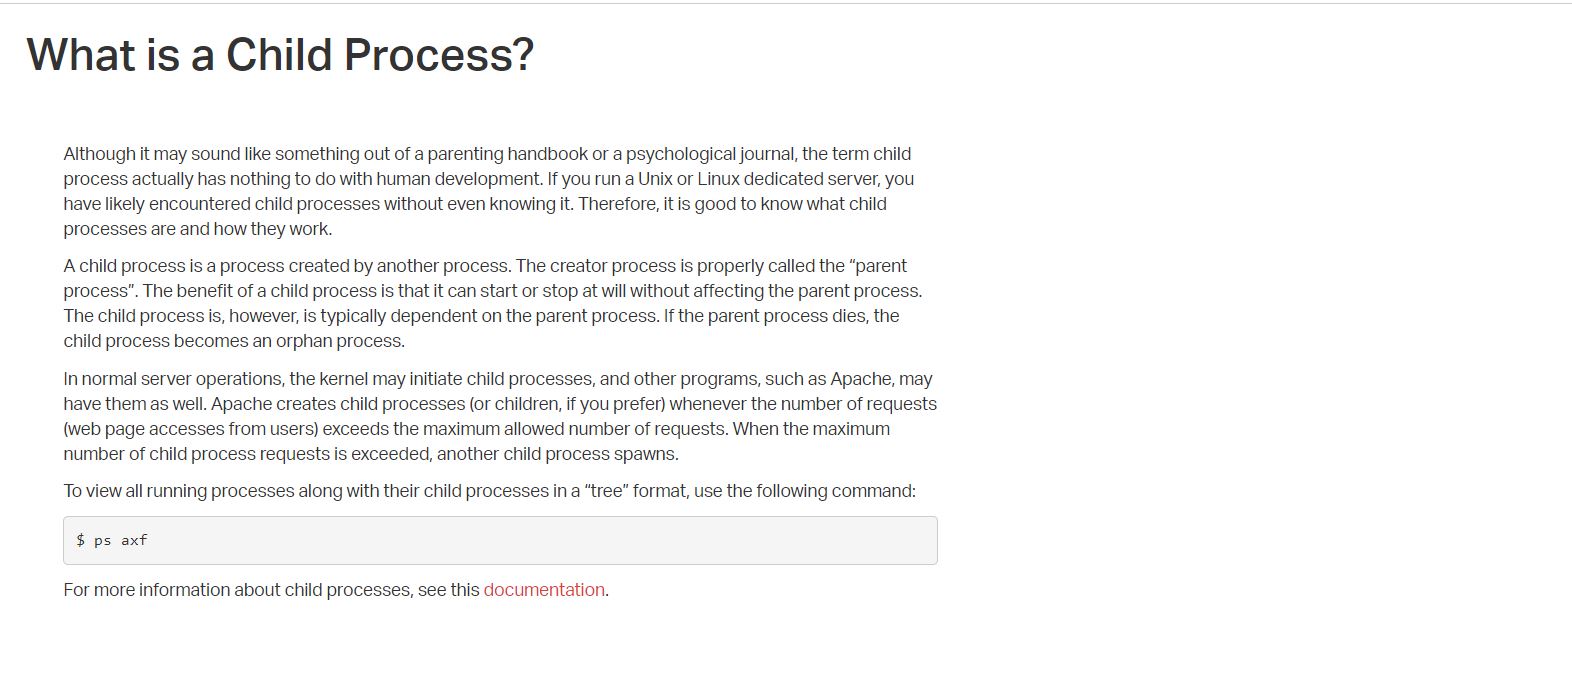 What is a Child Process?
Although it may sound like something out of a parenting handbook or a psychological journal, the term child
process actually has nothing to do with human development. If you run a Unix or Linux dedicated server, you
have likely encountered child processes without even knowing it. Therefore, it is good to know what child
processes are and how they work.
A child process is a process created by another process. The creator process is properly called the “parent
process”. The benefit of a child process is that it can start or stop at will without affecting the parent process.
The child process is, however, is typically dependent on the parent process. If the parent process dies, the
child process becomes an orphan process.
In normal server operations, the kernel may initiate child processes, and other programs, such as Apache, may
have them as well. Apache creates child processes (or children, if you prefer) whenever the number of requests
(web page accesses from users) exceeds the maximum allowed number of requests. When the maximum
number of child process requests is exceeded, another child process spawns.
To view all running processes along with their child processes in a “tree” format, use the following command:
$ ps axf
For more information about child processes, see this documentation.